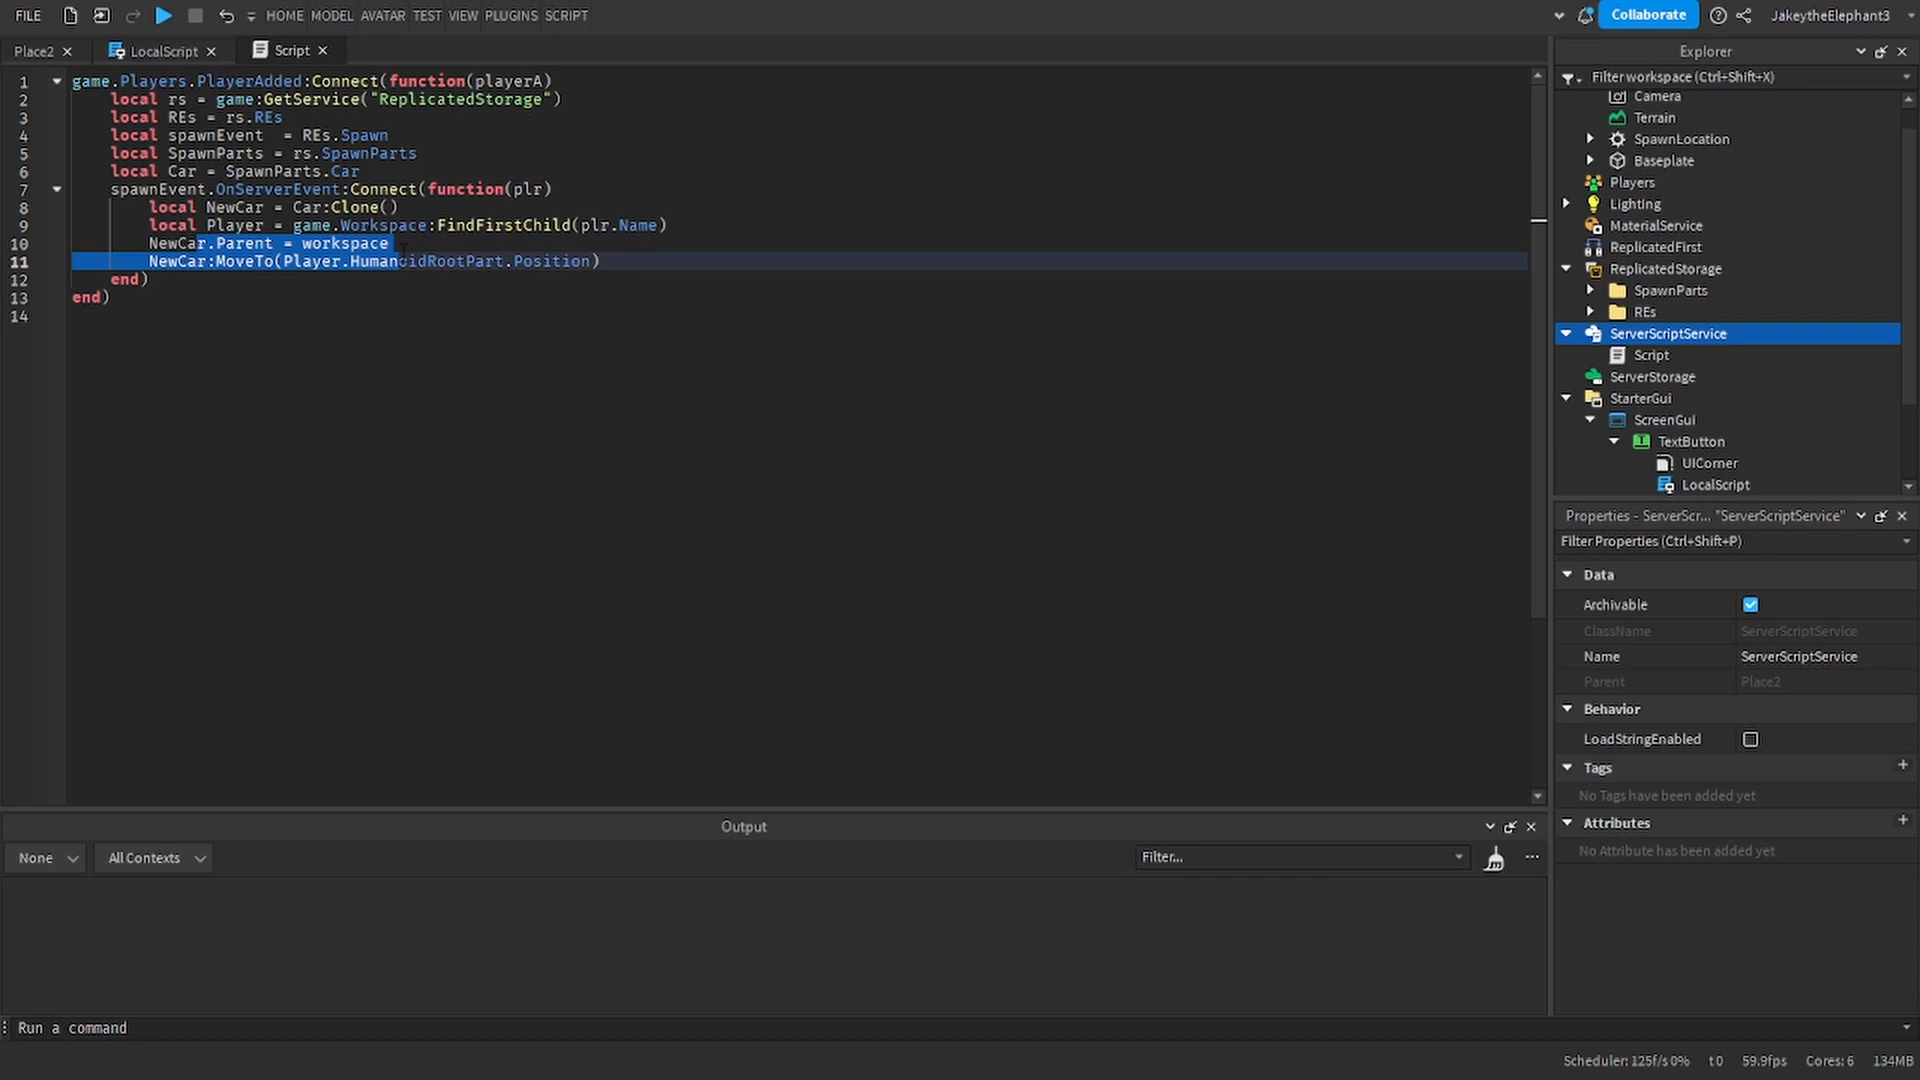 FILE HOME MODEL AVATAR TEST VIEW PLUGINS SCRIPT Collaborate JakeytheElephant3
Place2 LocalScript Script
1 game.Players.PlayerAdded:Connect(function(playerA)
2 local rs = game:GetService("ReplicatedStorage")
3 local REs = rs.REs
4 local spawnEvent  = REs.Spawn
5 local SpawnParts = rs.SpawnParts
6 local Car = SpawnParts.Car
7 spawnEvent.OnServerEvent:Connect(function(plr)
8 local NewCar = Car:Clone()
9 local Player = game.Workspace:FindFirstChild(plr.Name)
10 NewCar.Parent = workspace
11 NewCar:MoveTo(Player.HumanoidRootPart.Position)
12 end)
13 end)
14
Explorer
Filter workspace (Ctrl+Shift+X)
Camera
Terrain
SpawnLocation
Baseplate
Players
Lighting
MaterialService
ReplicatedFirst
ReplicatedStorage
SpawnParts
REs
ServerScriptService
Script
ServerStorage
StarterGui
ScreenGui
TextButton
UICorner
LocalScript
Properties - ServerScr... "ServerScriptService"
Filter Properties (Ctrl+Shift+P)
Data
Archivable
ClassName ServerScriptService
Name ServerScriptService
Parent Place2
Behavior
LoadStringEnabled
Tags
No Tags have been added yet
Attributes
No Attribute has been added yet
Output
None All Contexts Filter...
Run a command
Scheduler: 125f/s 0% t0 59.9fps Cores: 6 134MB